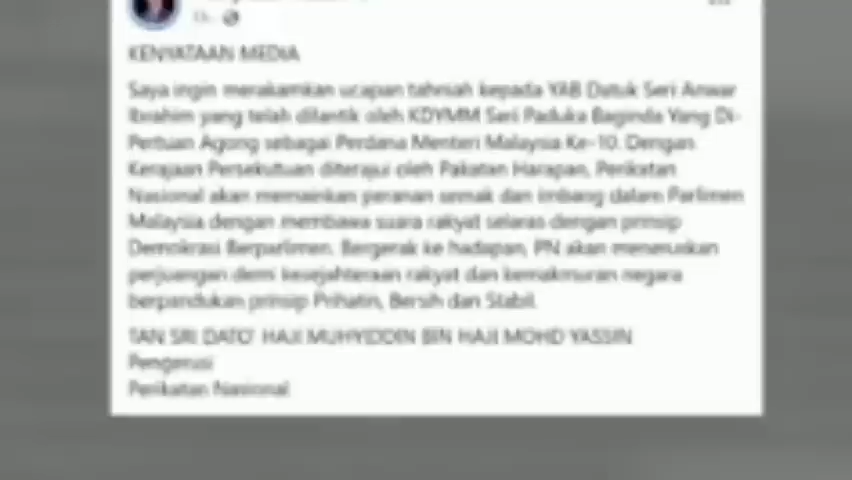 KENYATAAN MEDIA
Saya ingin merakamkan ucapan tahniah kepada YAB Datuk Seri Anwar
Ibrahim yang telah dilantik oleh KDYMM Seri Paduka Baginda Yang Di-
Pertuan Agong sebagai Perdana Menteri Malaysia Ke-10. Dengan
Kerajaan Persekutuan diterajui oleh Pakatan Harapan, Perikatan
Nasional akan memainkan peranan semak dan imbang dalam Parlimen
Malaysia dengan membawa suara rakyat selaras dengan prinsip
Demokrasi Berparlimen. Bergerak ke hadapan, PN akan meneruskan
perjuangan demi kesejahteraan rakyat dan kemakmuran negara
berpandukan prinsip Prihatin, Bersih dan Stabil.
TAN SRI DATO' HAJI MUHYIDDIN BIN HAJI MOHD YASSIN
Pengerusi
Perikatan Nasional